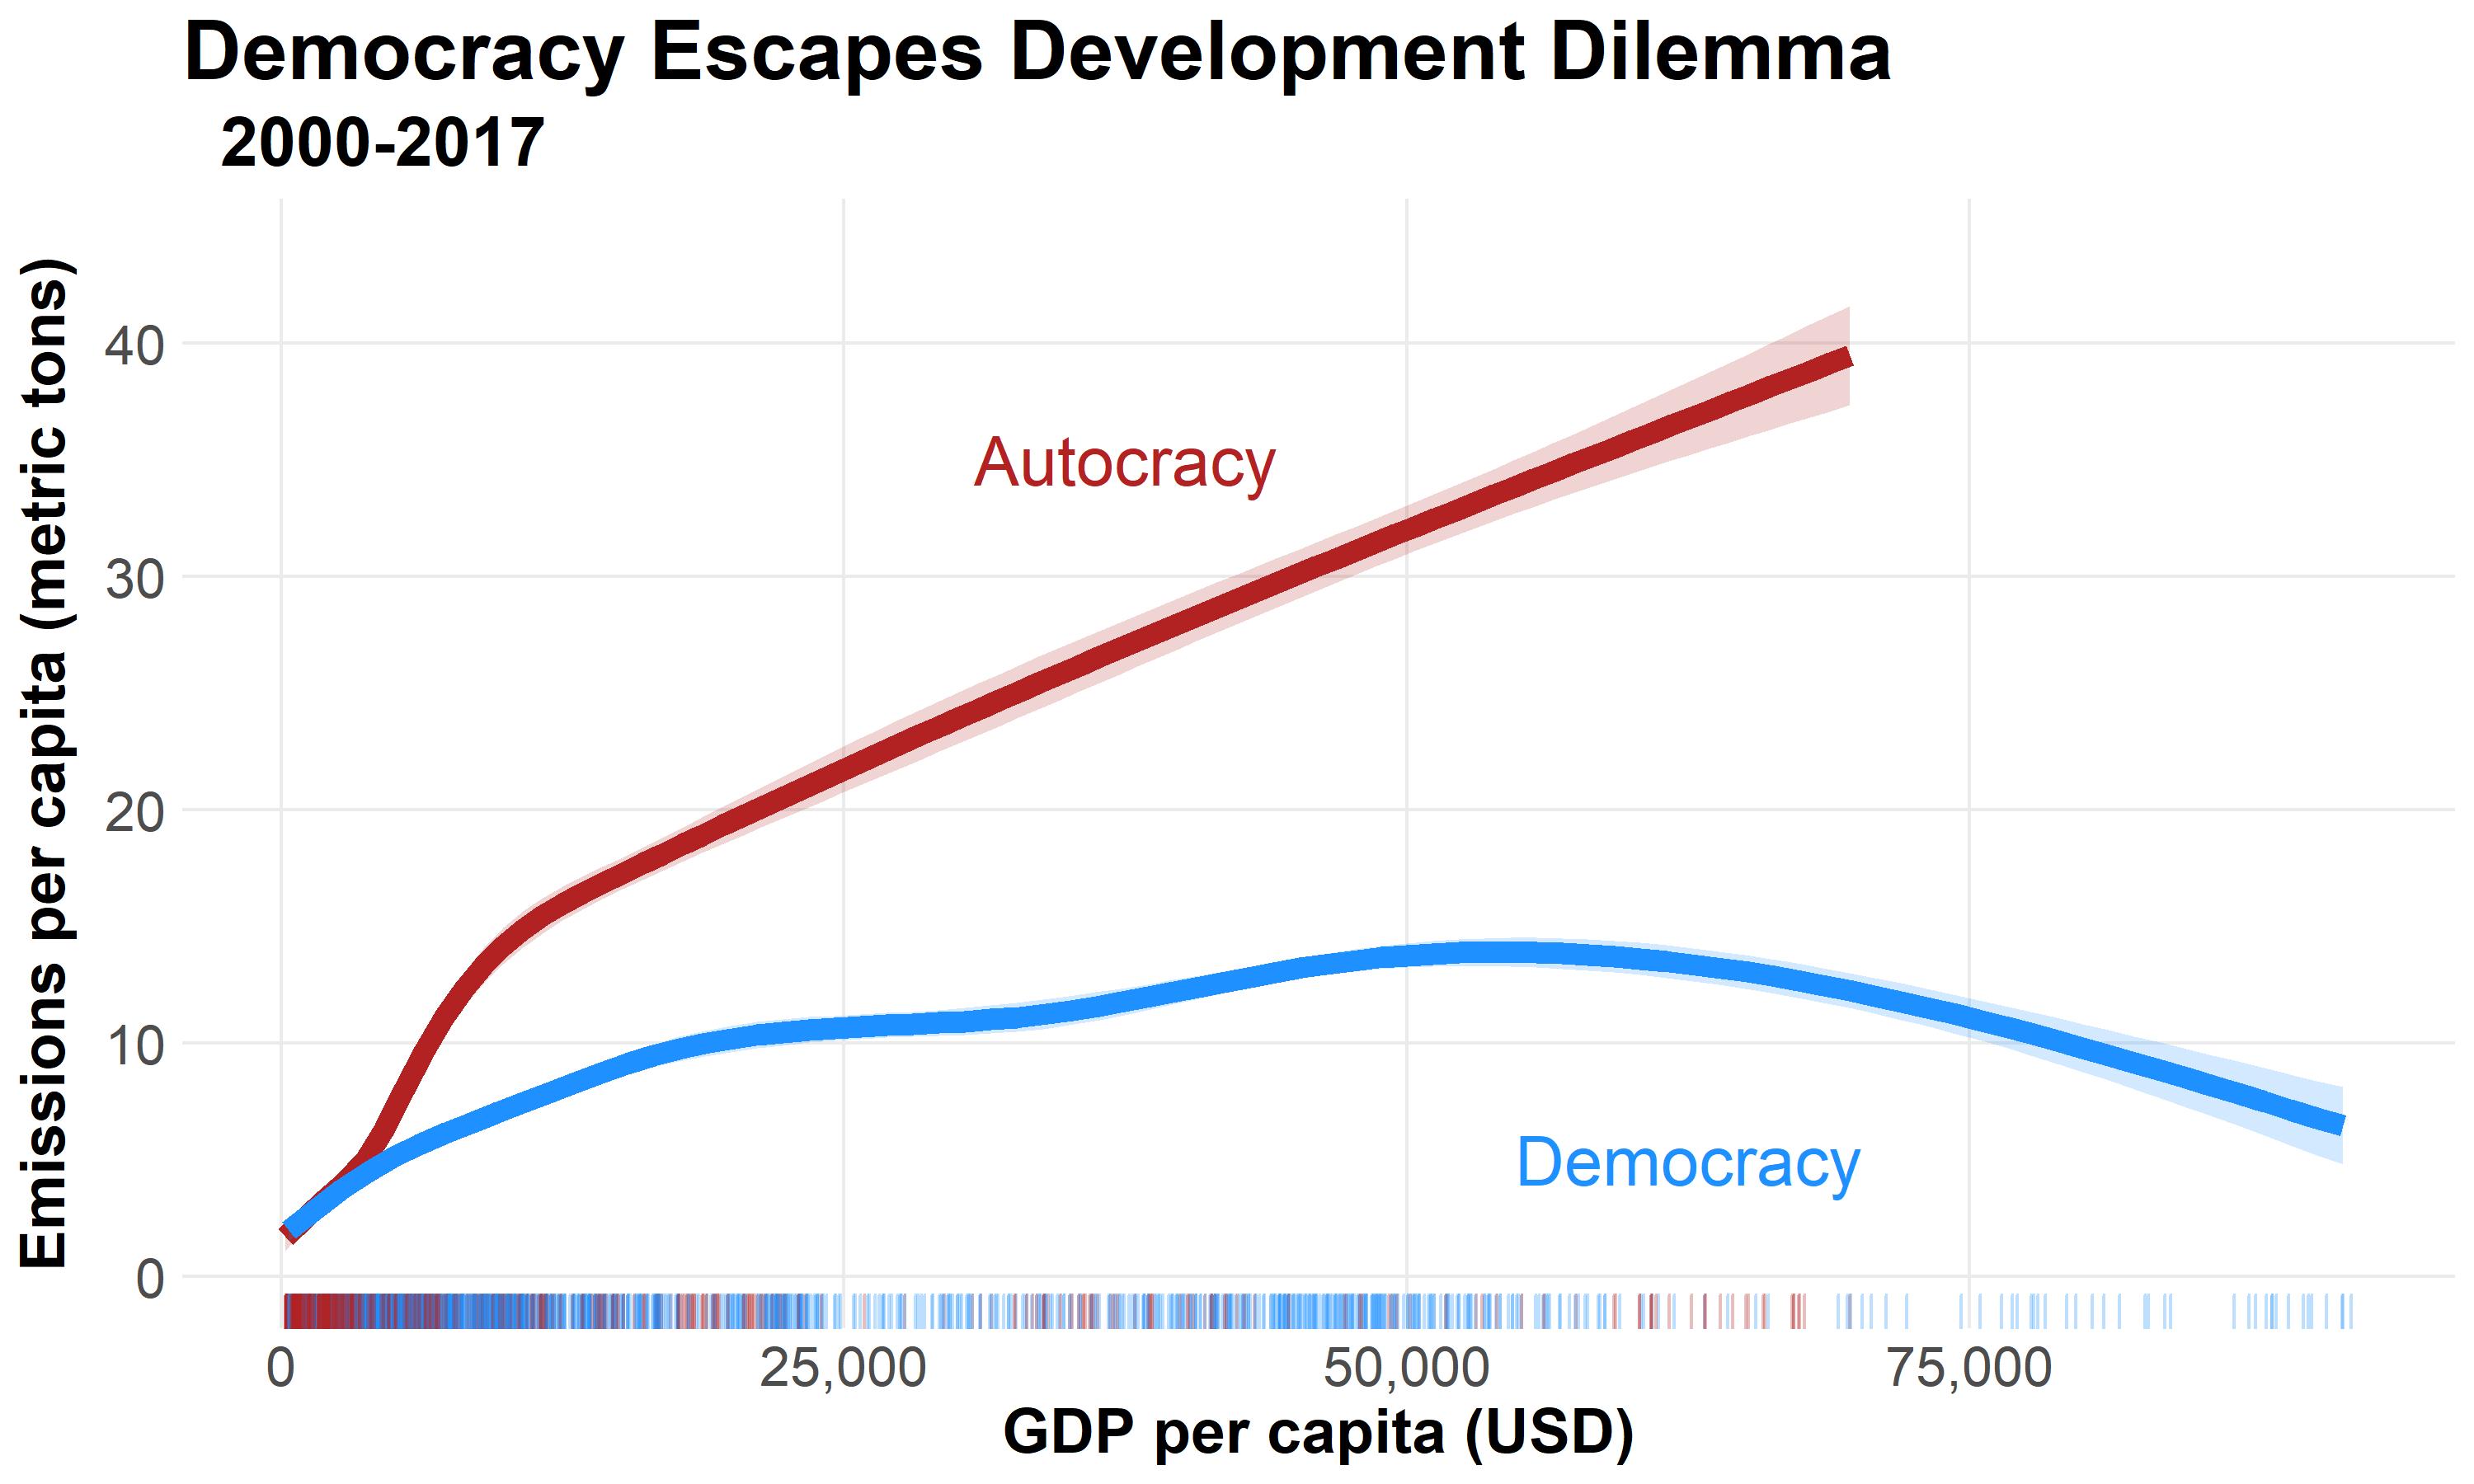 Democracy Escapes Development Dilemma
2000-2017
Emissions per capita (metric tons)
40
30
20
10
0
Autocracy
Democracy
0
25,000
50,000
75,000
GDP per capita (USD)